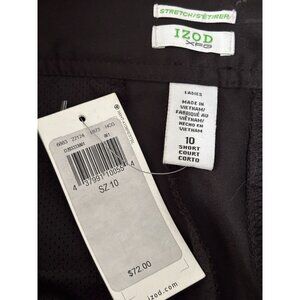 STRETCH/S'ÉTIRER
IZOD
XFG
LADIES
MADE IN
VIETNAM/
FABRIQUÉ AU
VIÊTNAM/
HECHO EN
VIETNAM
10
SHORT
COURT
CORTO
SZ 10
$72.00
izod.com